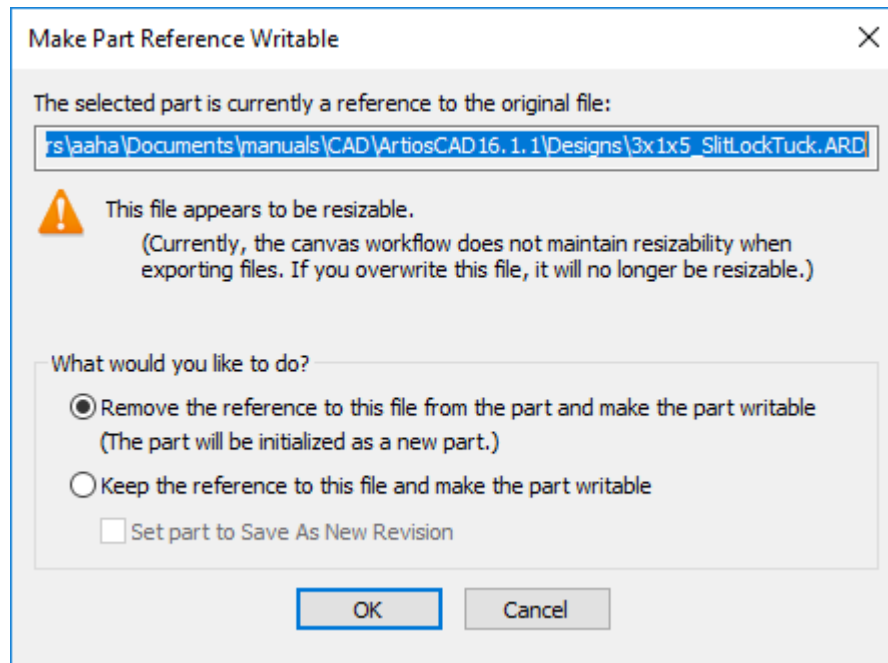 Make Part Reference Writable
The selected part is currently a reference to the original file:
rs\aaha\Documents\manuals\CAD\ArtiosCAD16.1.1\Designs\3x1x5_SlitLockTuck.ARD
This file appears to be resizable.
(Currently, the canvas workflow does not maintain resizability when
exporting files. If you overwrite this file, it will no longer be resizable.)
What would you like to do?
Remove the reference to this file from the part and make the part writable
(The part will be initialized as a new part.)
Keep the reference to this file and make the part writable
Set part to Save As New Revision
OK
Cancel